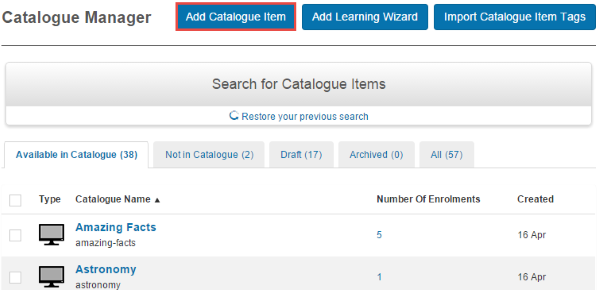 Catalogue Manager Add Catalogue Item Add Learning Wizard Import Catalogue Item Tags
Search for Catalogue Items
Restore your previous search
Available in Catalogue (38) Not in Catalogue (2) Draft (17) Archived (0) All (57)
Type Catalogue Name ▲ Number Of Enrolments Created
Amazing Facts
amazing-facts
5 16 Apr
Astronomy
astronomy
1 16 Apr